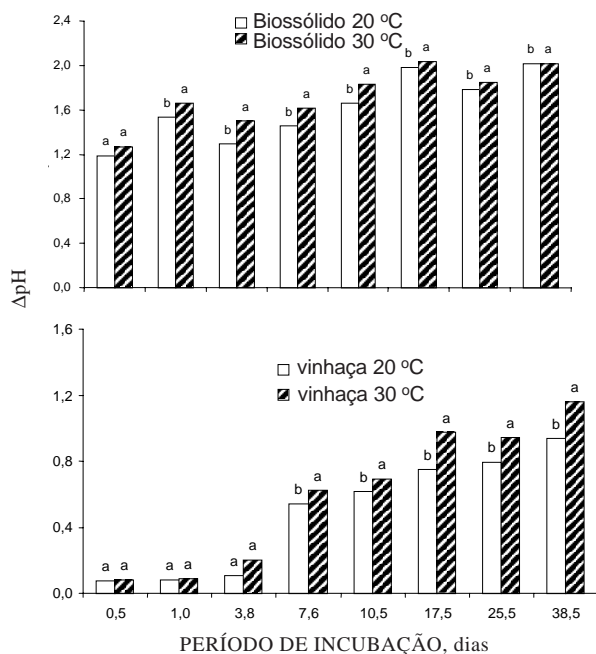 2,4
Biossólido 20 ºC
Biossólido 30 ºC
2,0
1,6
1,2
0,8
0,4
0,0
a a
b a
b a
b a
b a
b a
b a
b a
ΔpH
1,6
vinhaça 20 ºC
vinhaça 30 ºC
1,2
0,8
0,4
0,0
a a
a a
a a
b a
b a
b a
b a
b a
0,5 1,0 3,8 7,6 10,5 17,5 25,5 38,5
PERÍODO DE INCUBAÇÃO, dias